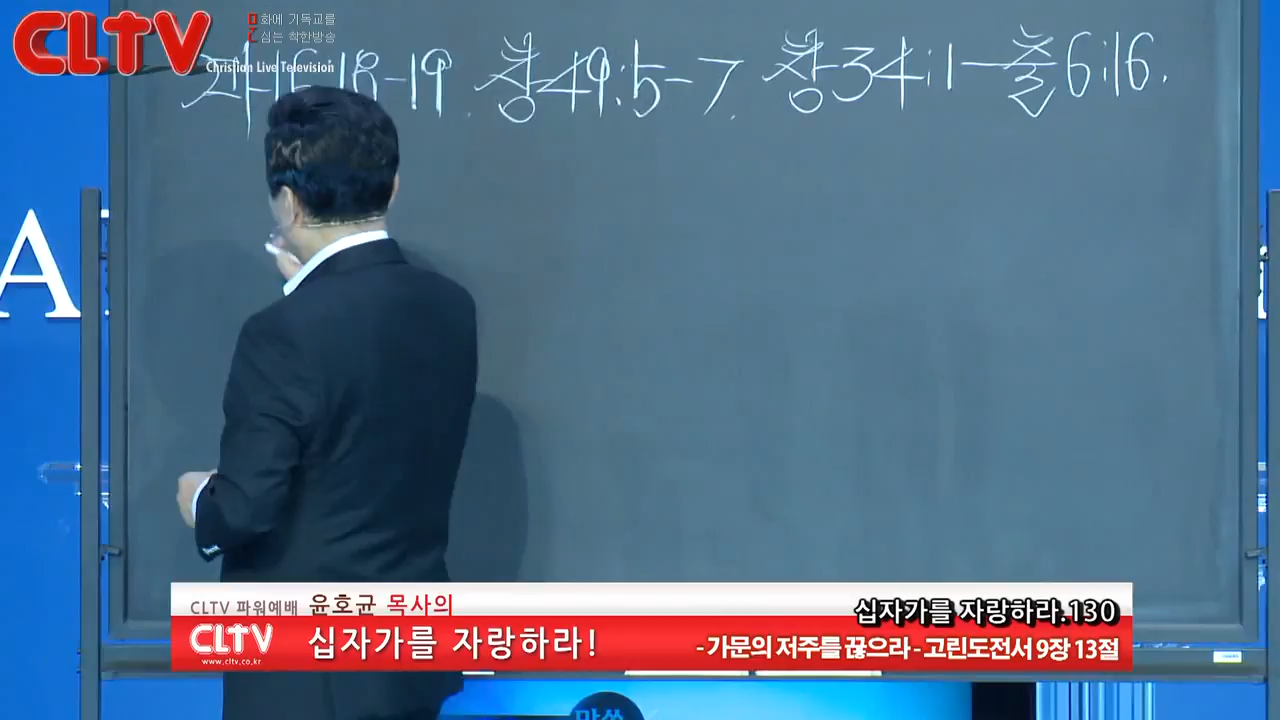 CLTV
문화에 기독교를
심는 착한방송
Christian Live Television
18-19. 창49:5-7. 창34:1- 출6:16.
A
CLTV 파워예배 윤호균 목사의
십자가를 자랑하라.130
CLTV
www.cltv.co.kr
십자가를 자랑하라!
- 가문의 저주를 끊으라 - 고린도전서 9장 13절
말씀